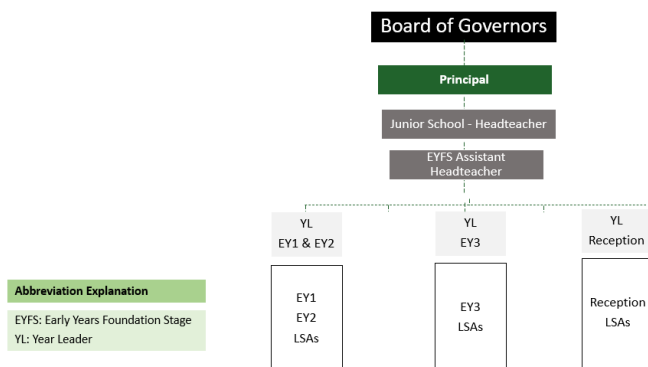 Board of Governors
Principal
Junior School - Headteacher
EYFS Assistant
Headteacher
YL
EY1 & EY2
YL
EY3
YL
Reception
EY1
EY2
LSAs
EY3
LSAs
Reception
LSAs
Abbreviation Explanation
EYFS: Early Years Foundation Stage
YL: Year Leader